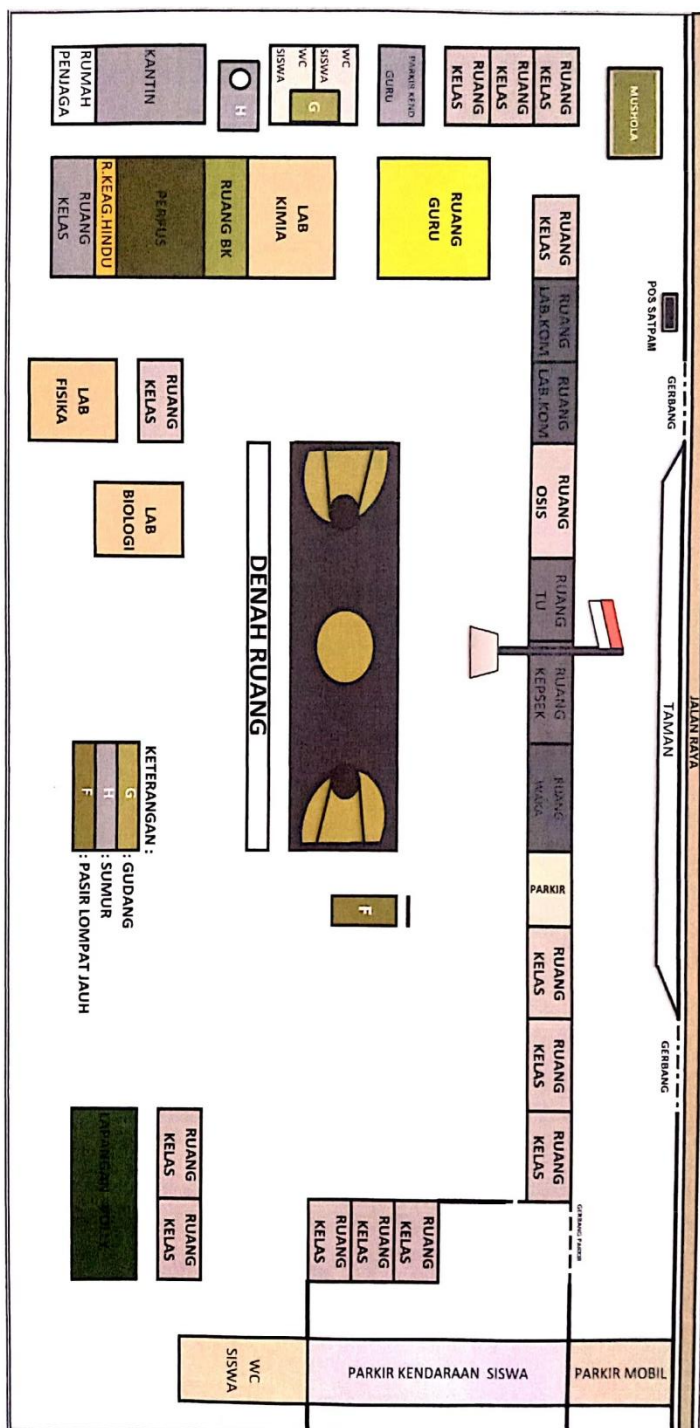 JALAN RAYA
TAMAN
GERBANG
GERBANG
POS SATPAM
MUSHOLA
PARKIR MOBIL
GERBANG PARKIR
RUANG
KELAS
RUANG
KELAS
RUANG
KELAS
RUANG
KELAS
RUANG
LAB.KOM
RUANG
LAB.KOM
RUANG
OSIS
RUANG
TU
RUANG
KEPSEK
RUANG
WAKA
PARKIR
RUANG
KELAS
RUANG
KELAS
RUANG
KELAS
PARKIR KENDARAAN SISWA
PARKIR KEND
GURU
RUANG
GURU
RUANG
KELAS
RUANG
KELAS
RUANG
KELAS
F
WC
SISWA
WC
SISWA
G
LAB
KIMIA
DENAH RUANG
H
RUANG BK
WC
SISWA
KANTIN
PERPUS
RUANG
KELAS
RUANG
KELAS
RUANG
KELAS
LAB
BIOLOGI
R.KEAG.HINDU
RUMAH
PENJAGA
RUANG
KELAS
LAB
FISIKA
KETERANGAN :
G : GUDANG
H : SUMUR
F : PASIR LOMPAT JAUH
LAPANGAN